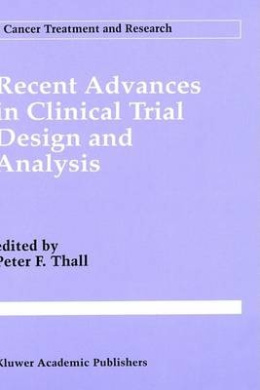 Cancer Treatment and Research
Recent Advances
in Clinical Trial
Design and
Analysis
edited by
Peter F. Thall
Kluwer Academic Publishers